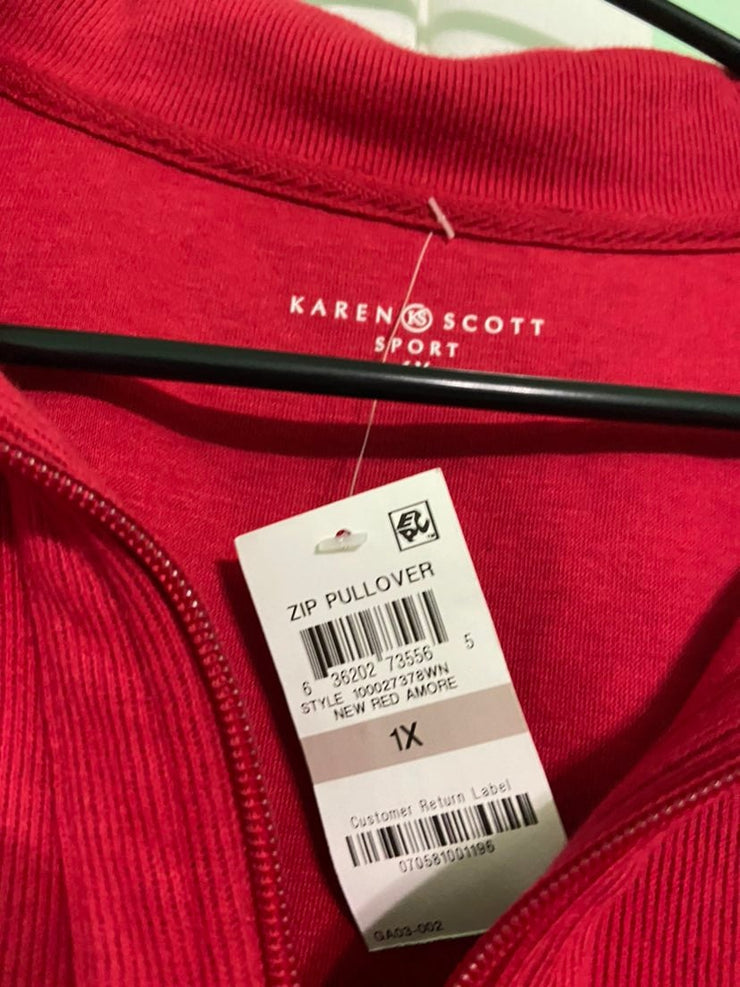 KAREN KS SCOTT
SPORT
EPC
ZIP PULLOVER
6 36202 73556 5
STYLE 100027378WN
NEW RED AMORE
1X
Customer Return Label
070581001196
GA03-002